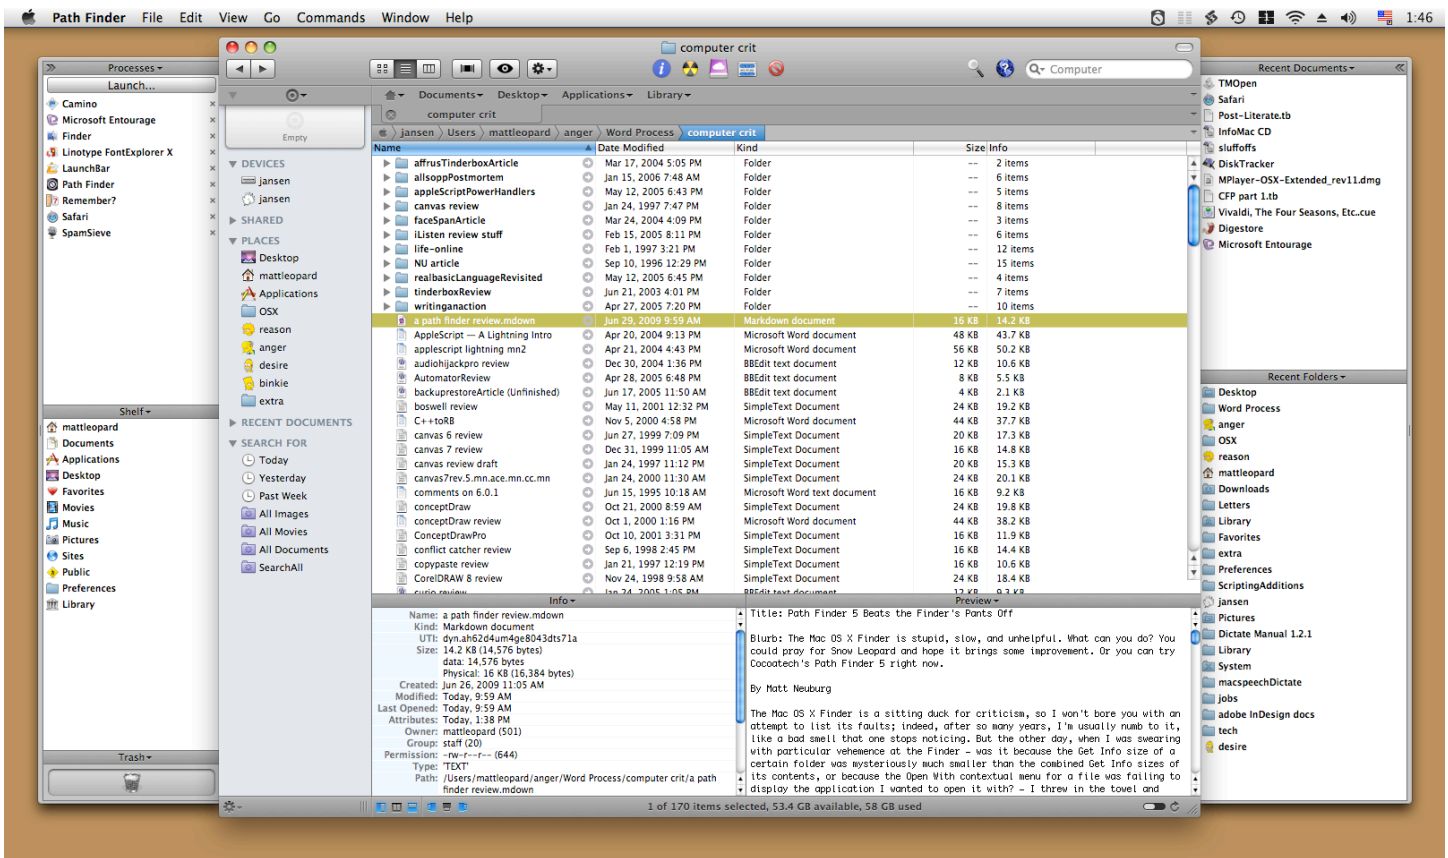 Path Finder File Edit View Go Commands Window Help 1:46
Processes
Launch...
Camino
Microsoft Entourage
Finder
Linotype FontExplorer X
LaunchBar
Path Finder
Remember?
Safari
SpamSieve
Shelf
mattleopard
Documents
Applications
Desktop
Favorites
Movies
Music
Pictures
Sites
Public
Preferences
Library
Trash
computer crit
Computer
Documents Desktop Applications Library
computer crit
jansen Users mattleopard anger Word Process computer crit
Empty
DEVICES
jansen
jansen
SHARED
PLACES
Desktop
mattleopard
Applications
OSX
reason
anger
desire
binkie
extra
RECENT DOCUMENTS
SEARCH FOR
Today
Yesterday
Past Week
All Images
All Movies
All Documents
SearchAll
Name Date Modified Kind Size Info
affrusTinderboxArticle Mar 17, 2004 5:05 PM Folder -- 2 items
allsoppPostmortem Jan 15, 2006 7:48 AM Folder -- 6 items
appleScriptPowerHandlers May 12, 2005 6:43 PM Folder -- 5 items
canvas review Jan 24, 1997 7:47 PM Folder -- 8 items
faceSpanArticle Mar 24, 2004 4:09 PM Folder -- 3 items
iListen review stuff Feb 15, 2005 8:11 PM Folder -- 6 items
life-online Feb 1, 1997 3:21 PM Folder -- 12 items
NU article Sep 10, 1996 12:29 PM Folder -- 15 items
realbasicLanguageRevisited May 12, 2005 6:45 PM Folder -- 4 items
tinderboxReview Jun 21, 2003 4:01 PM Folder -- 7 items
writinganaction Apr 27, 2005 7:20 PM Folder -- 10 items
a path finder review.mdown Jun 29, 2009 9:59 AM Markdown document 16 KB 14.2 KB
AppleScript — A Lightning Intro Apr 20, 2004 9:13 PM Microsoft Word document 48 KB 43.7 KB
applescript lightning mn2 Apr 21, 2004 4:43 PM Microsoft Word document 56 KB 50.2 KB
audiohijackpro review Dec 30, 2004 1:36 PM BBEdit text document 12 KB 10.6 KB
AutomatorReview Apr 28, 2005 6:48 PM BBEdit text document 8 KB 5.5 KB
backuprestoreArticle (Unfinished) Jun 17, 2005 11:50 AM BBEdit text document 4 KB 2.1 KB
boswell review May 11, 2001 12:32 PM SimpleText Document 24 KB 19.2 KB
C++toRB Nov 5, 2000 4:58 PM Microsoft Word document 44 KB 37.7 KB
canvas 6 review Jun 27, 1999 7:09 PM SimpleText Document 20 KB 17.3 KB
canvas 7 review Dec 31, 1999 11:05 AM SimpleText Document 16 KB 14.8 KB
canvas review draft Jan 24, 1997 11:12 PM SimpleText Document 20 KB 15.3 KB
canvas7rev.5.mn.ace.mn.cc.mn Jan 24, 2000 11:30 AM SimpleText Document 24 KB 20.1 KB
comments on 6.0.1 Jun 15, 1995 10:18 AM Microsoft Word text document 16 KB 9.2 KB
conceptDraw Oct 21, 2000 8:59 AM SimpleText Document 24 KB 19.8 KB
conceptDraw review Oct 1, 2000 1:16 PM Microsoft Word document 44 KB 38.2 KB
ConceptDrawPro Oct 10, 2001 3:31 PM SimpleText Document 16 KB 11.9 KB
conflict catcher review Sep 6, 1998 2:45 PM SimpleText Document 16 KB 14.4 KB
copypaste review Jan 21, 1997 12:19 PM SimpleText Document 16 KB 10.6 KB
CorelDRAW 8 review Nov 24, 1998 9:58 AM SimpleText Document 24 KB 18.4 KB
curio review Jan 24, 2005 1:05 PM BBEdit text document 12 KB 9.3 KB
Info
Name: a path finder review.mdown
Kind: Markdown document
UTI: dyn.ah62d4um4ge8043dts71a
Size: 14.2 KB (14,576 bytes)
data: 14,576 bytes
Physical: 16 KB (16,384 bytes)
Created: Jun 26, 2009 11:05 AM
Modified: Today, 9:59 AM
Last Opened: Today, 9:59 AM
Attributes: Today, 1:38 PM
Owner: mattleopard (501)
Group: staff (20)
Permission: -rw-r--r-- (644)
Type: 'TEXT'
Path: /Users/mattleopard/anger/Word Process/computer crit/a path
finder review.mdown
Preview
Title: Path Finder 5 Beats the Finder's Pants Off
Blurb: The Mac OS X Finder is stupid, slow, and unhelpful. What can you do? You
could pray for Snow Leopard and hope it brings some improvement. Or you can try
Cocoatech's Path Finder 5 right now.
By Matt Neuburg
The Mac OS X Finder is a sitting duck for criticism, so I won't bore you with an
attempt to list its faults; indeed, after so many years, I'm usually numb to it,
like a bad smell that one stops noticing. But the other day, when I was swearing
with particular vehemence at the Finder – was it because the Get Info size of a
certain folder was mysteriously much smaller than the combined Get Info sizes of
its contents, or because the Open With contextual menu for a file was failing to
display the application I wanted to open it with? – I threw in the towel and
1 of 170 items selected, 53.4 GB available, 58 GB used
Recent Documents
TMOpen
Safari
Post-Literate.tb
InfoMac CD
sluffoffs
DiskTracker
MPlayer-OSX-Extended_rev11.dmg
CFP part 1.tb
Vivaldi, The Four Seasons, Etc..cue
Digestore
Microsoft Entourage
Recent Folders
Desktop
Word Process
anger
OSX
reason
mattleopard
Downloads
Letters
Library
Favorites
extra
Preferences
ScriptingAdditions
jansen
Pictures
Dictate Manual 1.2.1
Library
System
macspeechDictate
jobs
adobe InDesign docs
tech
desire